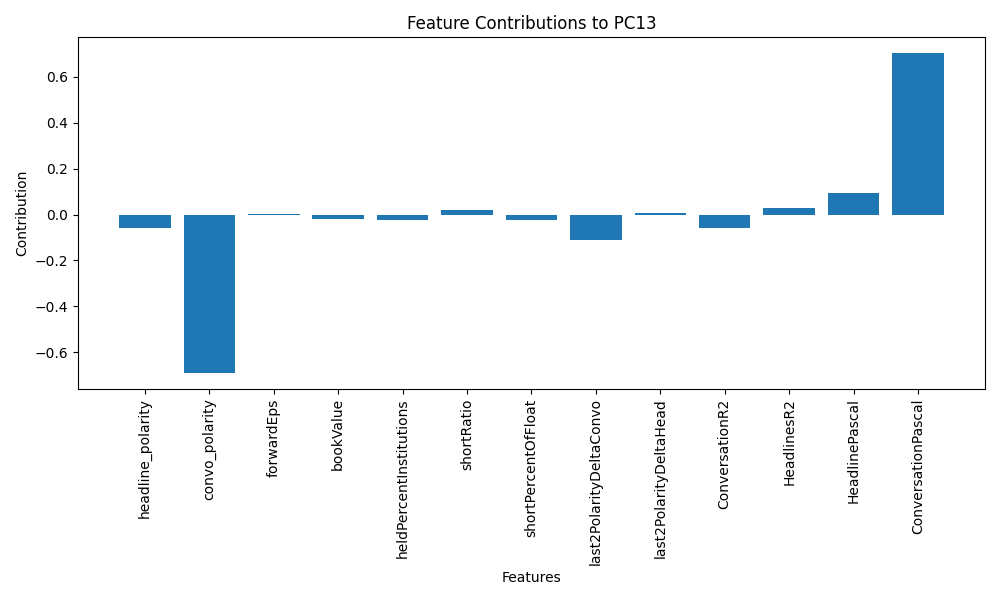 Feature Contributions to PC13
Contribution
0.6
0.4
0.2
0.0
−0.2
−0.4
−0.6
headline_polarity
convo_polarity
forwardEps
bookValue
heldPercentInstitutions
shortRatio
shortPercentOfFloat
last2PolarityDeltaConvo
last2PolarityDeltaHead
ConversationR2
HeadlinesR2
HeadlinePascal
ConversationPascal
Features